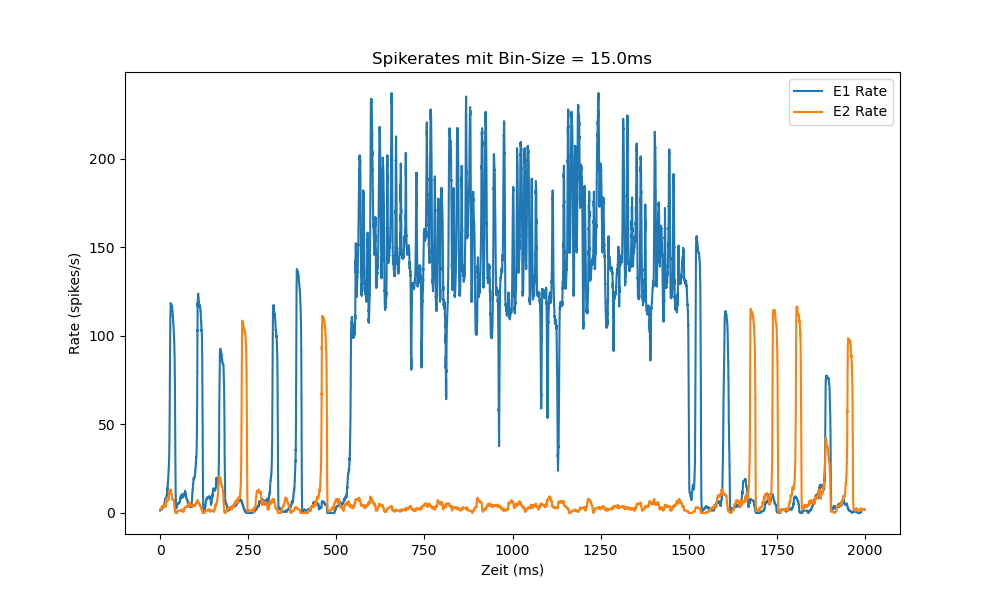 Spikerates mit Bin-Size = 15.0ms
E1 Rate
E2 Rate
Rate (spikes/s)
200
150
100
50
0
0 250 500 750 1000 1250 1500 1750 2000
Zeit (ms)